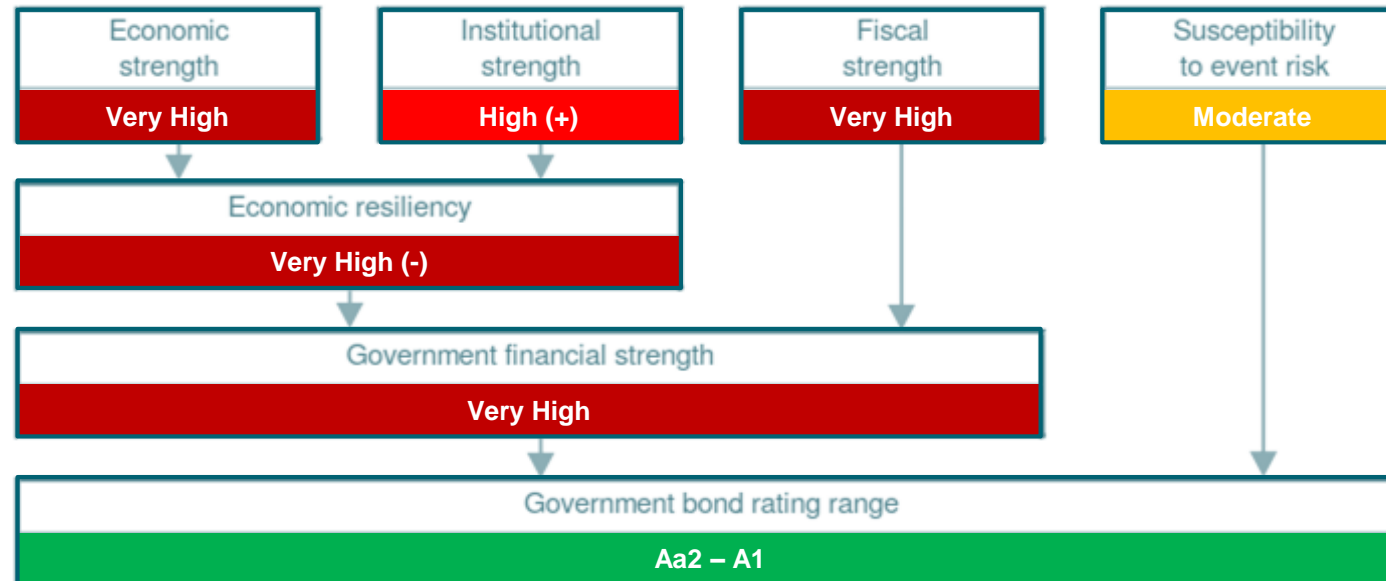 Economic
strength
Very High
Institutional
strength
High (+)
Fiscal
strength
Very High
Susceptibility
to event risk
Moderate
Economic resiliency
Very High (-)
Government financial strength
Very High
Government bond rating range
Aa2 – A1